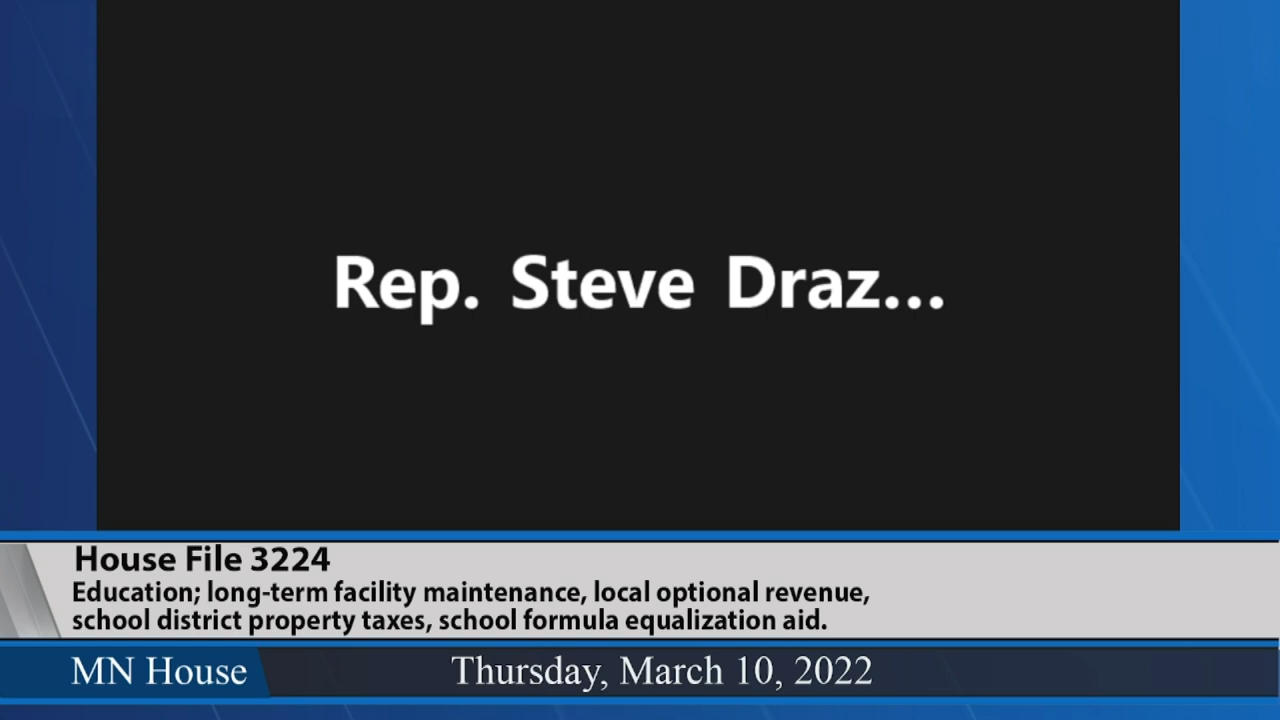 Rep. Steve Draz...
House File 3224
Education; long-term facility maintenance, local optional revenue,
school district property taxes, school formula equalization aid.
MN House
Thursday, March 10, 2022